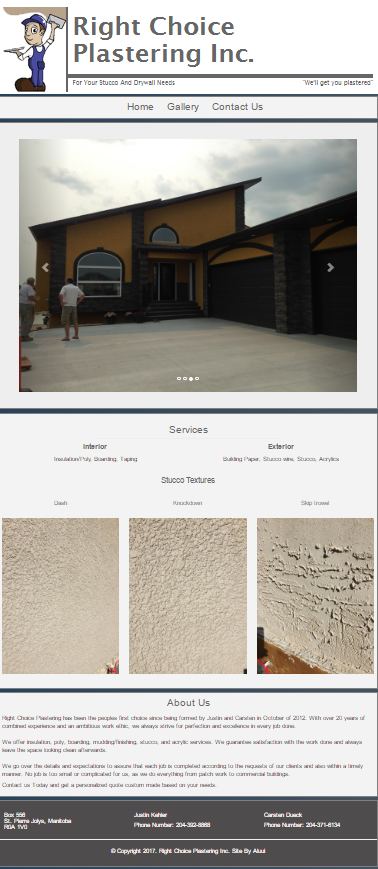 Right Choice
Plastering Inc.
For Your Stucco And Drywall Needs
"We'll get you plastered"
Home Gallery Contact Us
Services
Interior
Exterior
Insulation/Poly, Boarding, Taping
Building Paper, Stucco wire, Stucco, Acrylics
Stucco Textures
Dash
Knockdown
Skip trowel
About Us
Right Choice Plastering has been the peoples first choice since being formed by Justin and Carsten in October of 2012. With over 20 years of
combined experience and an ambitious work ethic, we always strive for perfection and excellence in every job done.
We offer insulation, poly, boarding, mudding/finishing, stucco, and acrylic services. We guarantee satisfaction with the work done and always
leave the space looking clean afterwards.
We go over the details and expectations to assure that each job is completed according to the requests of our clients and also within a timely
manner. No job is too small or complicated for us, as we do everything from patch work to commercial buildings.
Contact us Today and get a personalized quote custom made based on your needs.
Box 556
St. Pierre Jolys, Manitoba
R0A 1V0
Justin Kehler
Phone Number: 204-392-8868
Carsten Dueck
Phone Number: 204-371-6134
© Copyright 2017. Right Choice Plastering Inc. Site By Aluul